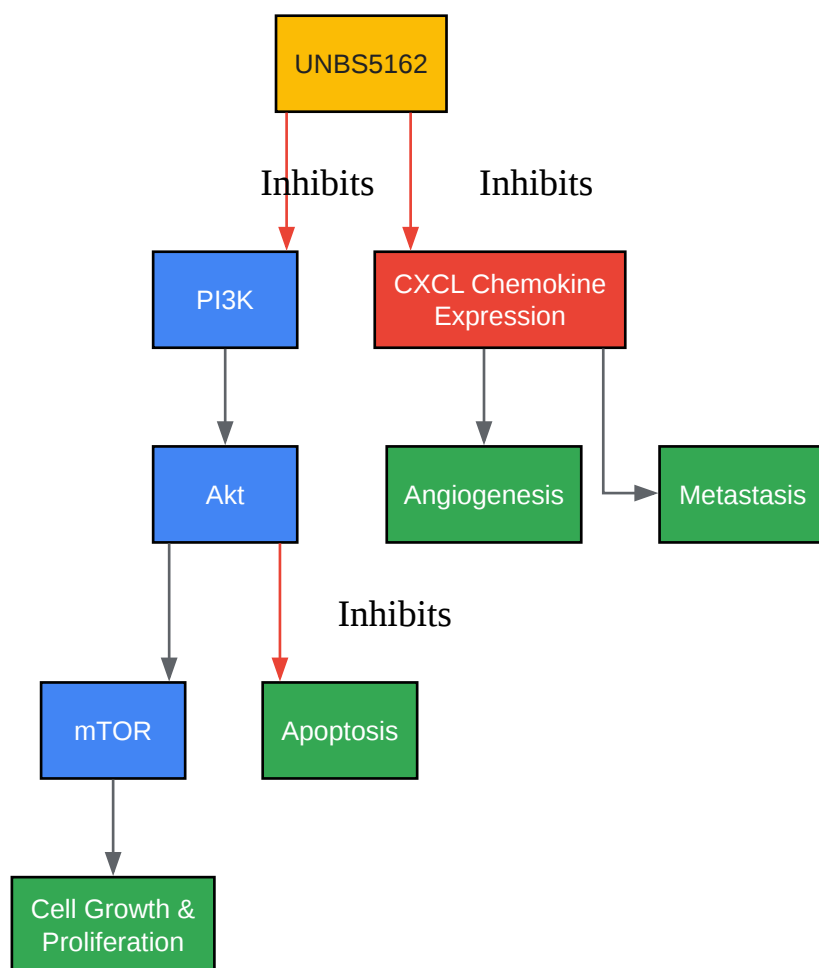 UNBS5162
Inhibits
Inhibits
PI3K
CXCL Chemokine
Expression
Akt
Angiogenesis
Metastasis
Inhibits
mTOR
Apoptosis
Cell Growth &
Proliferation